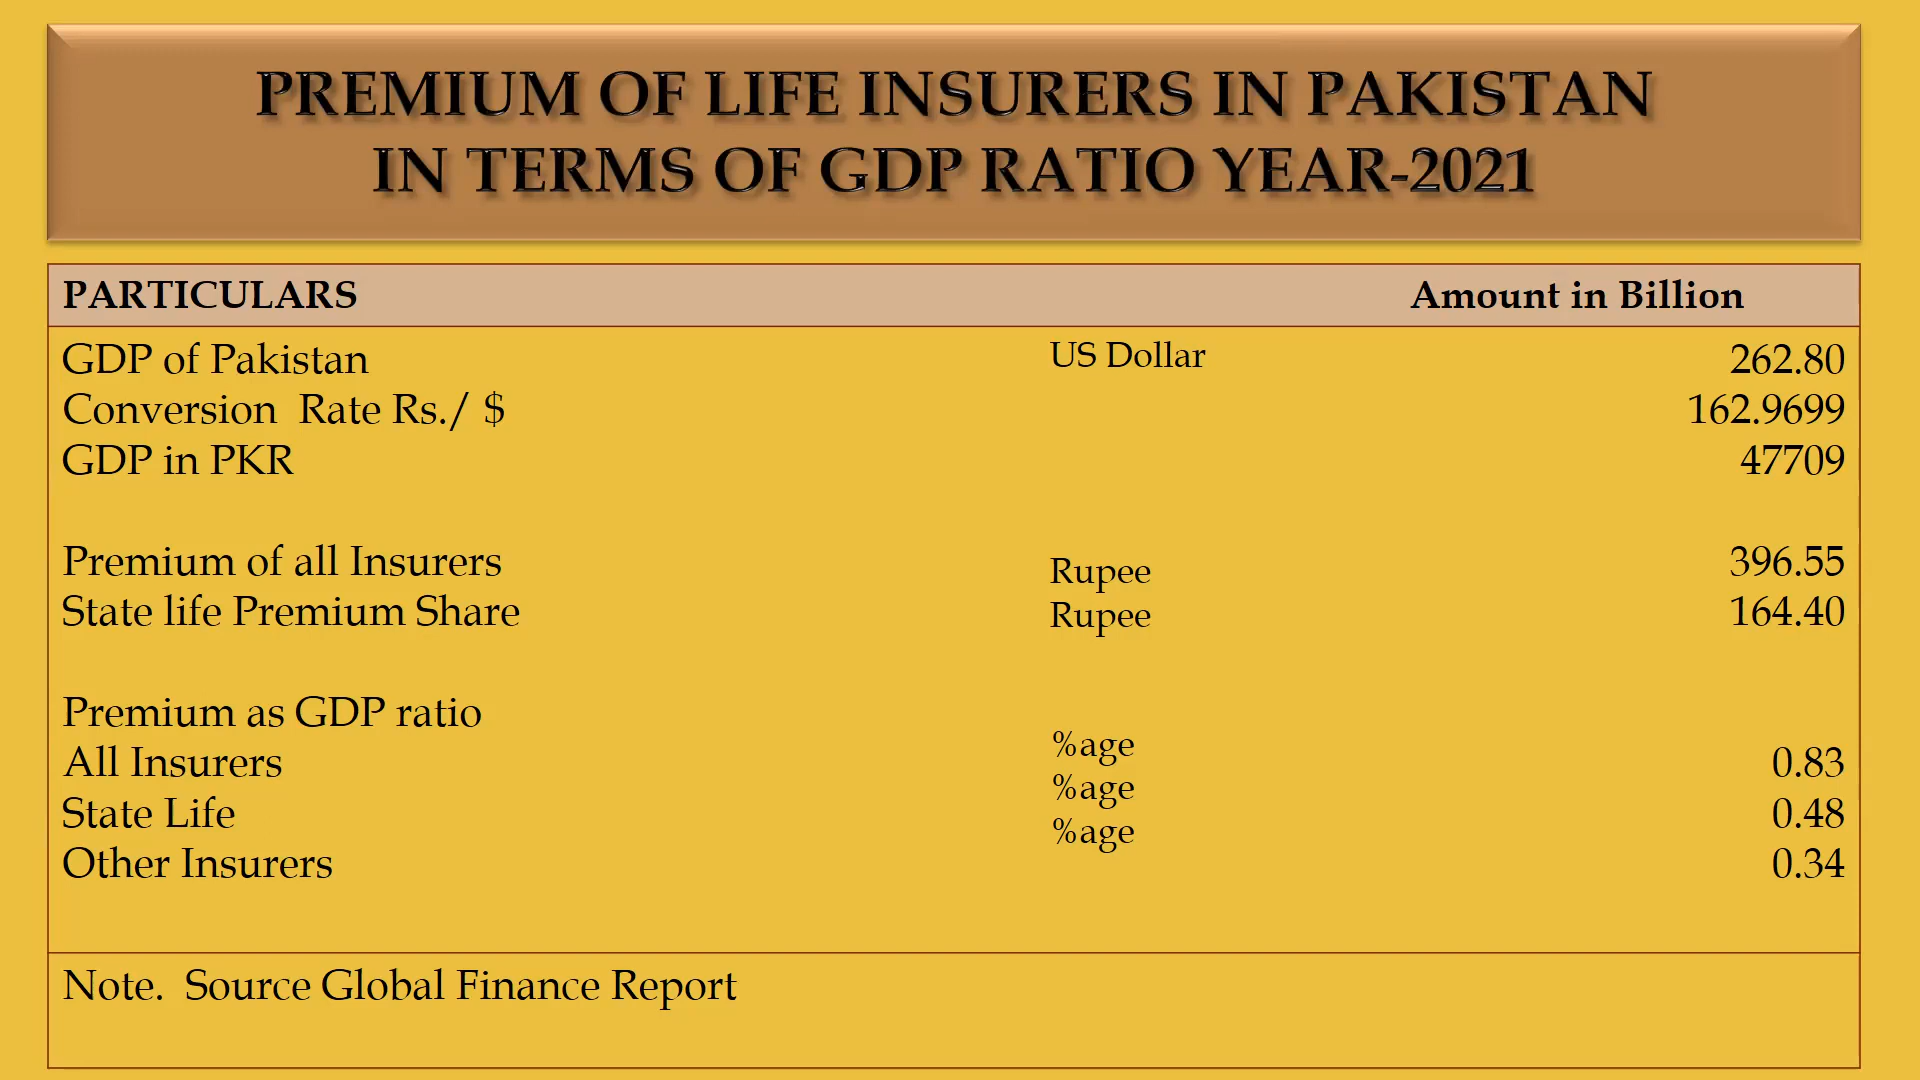 PREMIUM OF LIFE INSURERS IN PAKISTAN
IN TERMS OF GDP RATIO YEAR-2021
PARTICULARS Amount in Billion
GDP of Pakistan US Dollar 262.80
Conversion Rate Rs./ $ 162.9699
GDP in PKR 47709
Premium of all Insurers Rupee 396.55
State life Premium Share Rupee 164.40
Premium as GDP ratio
All Insurers %age 0.83
State Life %age 0.48
Other Insurers %age 0.34
Note. Source Global Finance Report